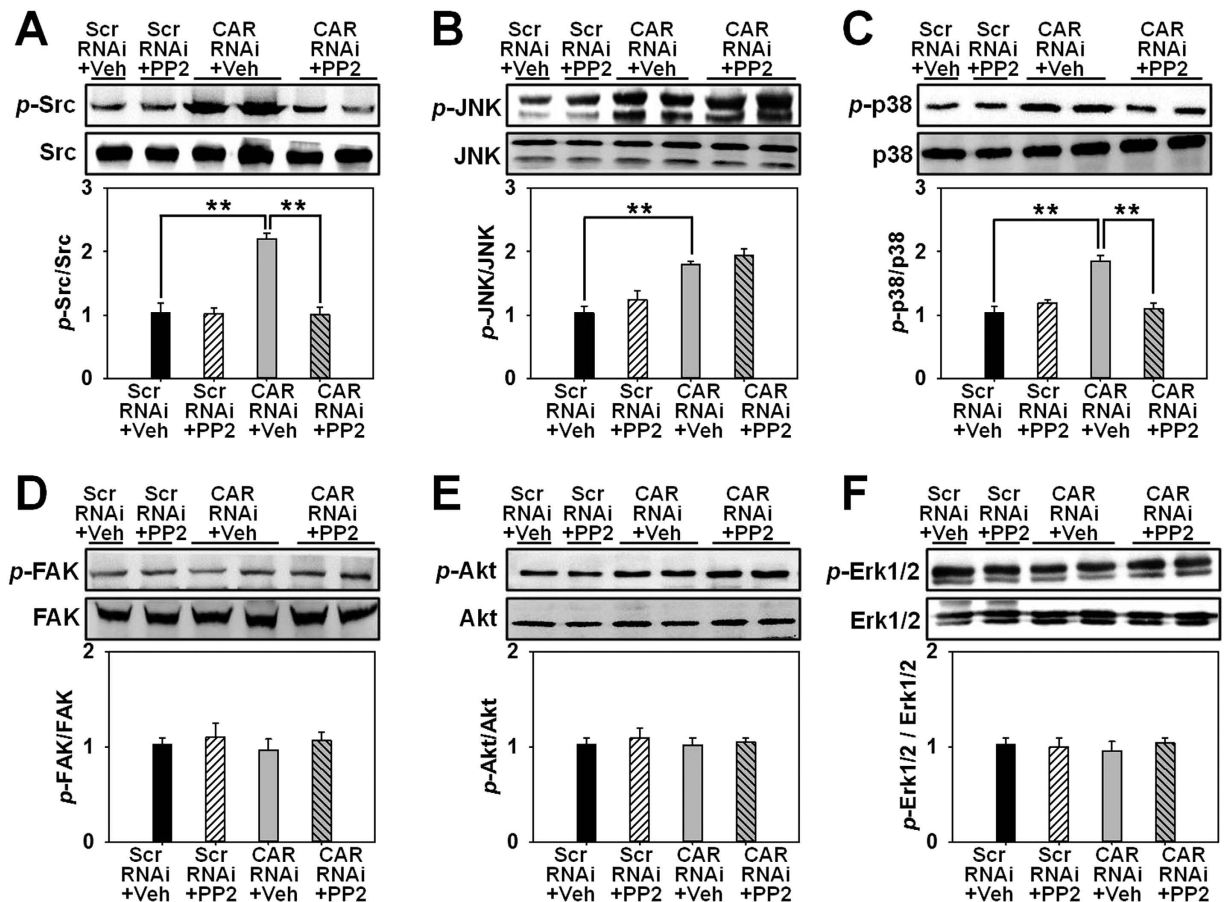 A
Scr Scr CAR CAR
RNAi RNAi RNAi RNAi
+Veh +PP2 +Veh +PP2
p-Src
Src
3
2
1
0
p-Src/Src
** **
Scr Scr CAR CAR
RNAi RNAi RNAi RNAi
+Veh +PP2 +Veh +PP2
B
Scr Scr CAR CAR
RNAi RNAi RNAi RNAi
+Veh +PP2 +Veh +PP2
p-JNK
JNK
3
2
1
0
p-JNK/JNK
**
Scr Scr CAR CAR
RNAi RNAi RNAi RNAi
+Veh +PP2 +Veh +PP2
C
Scr Scr CAR CAR
RNAi RNAi RNAi RNAi
+Veh +PP2 +Veh +PP2
p-p38
p38
3
2
1
0
p-p38/p38
** **
Scr Scr CAR CAR
RNAi RNAi RNAi RNAi
+Veh +PP2 +Veh +PP2
D
Scr Scr CAR CAR
RNAi RNAi RNAi RNAi
+Veh +PP2 +Veh +PP2
p-FAK
FAK
2
1
0
p-FAK/FAK
Scr Scr CAR CAR
RNAi RNAi RNAi RNAi
+Veh +PP2 +Veh +PP2
E
Scr Scr CAR CAR
RNAi RNAi RNAi RNAi
+Veh +PP2 +Veh +PP2
p-Akt
Akt
2
1
0
p-Akt/Akt
Scr Scr CAR CAR
RNAi RNAi RNAi RNAi
+Veh +PP2 +Veh +PP2
F
Scr Scr CAR CAR
RNAi RNAi RNAi RNAi
+Veh +PP2 +Veh +PP2
p-Erk1/2
Erk1/2
2
1
0
p-Erk1/2 / Erk1/2
Scr Scr CAR CAR
RNAi RNAi RNAi RNAi
+Veh +PP2 +Veh +PP2